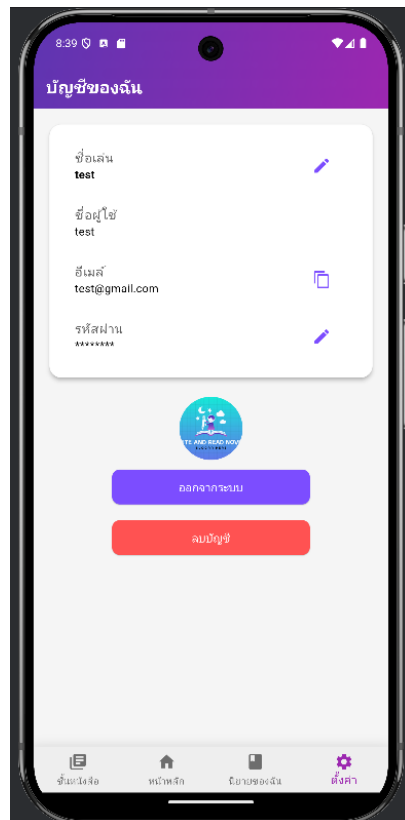 8:39
บัญชีของฉัน
ชื่อเล่น
test
ชื่อผู้ใช้
test
อีเมล์
test@gmail.com
รหัสผ่าน
********
AND READ
ออกจากระบบ
ลบบัญชี
ชั้นหนังสือ
หน้าหลัก
นิยายของฉัน
ตั้งค่า